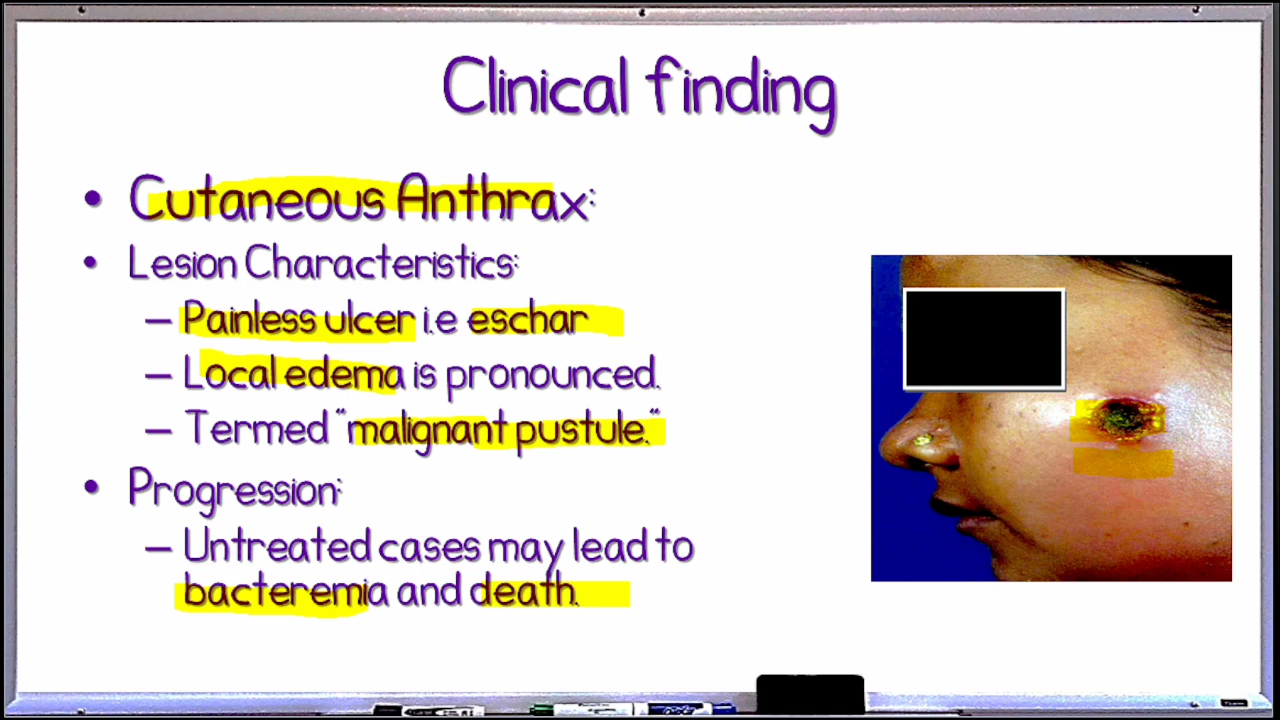 Clinical finding
• Cutaneous Anthrax:
• Lesion Characteristics:
– Painless ulcer i.e eschar
– Local edema is pronounced.
– Termed "malignant pustule."
• Progression:
– Untreated cases may lead to
bacteremia and death.